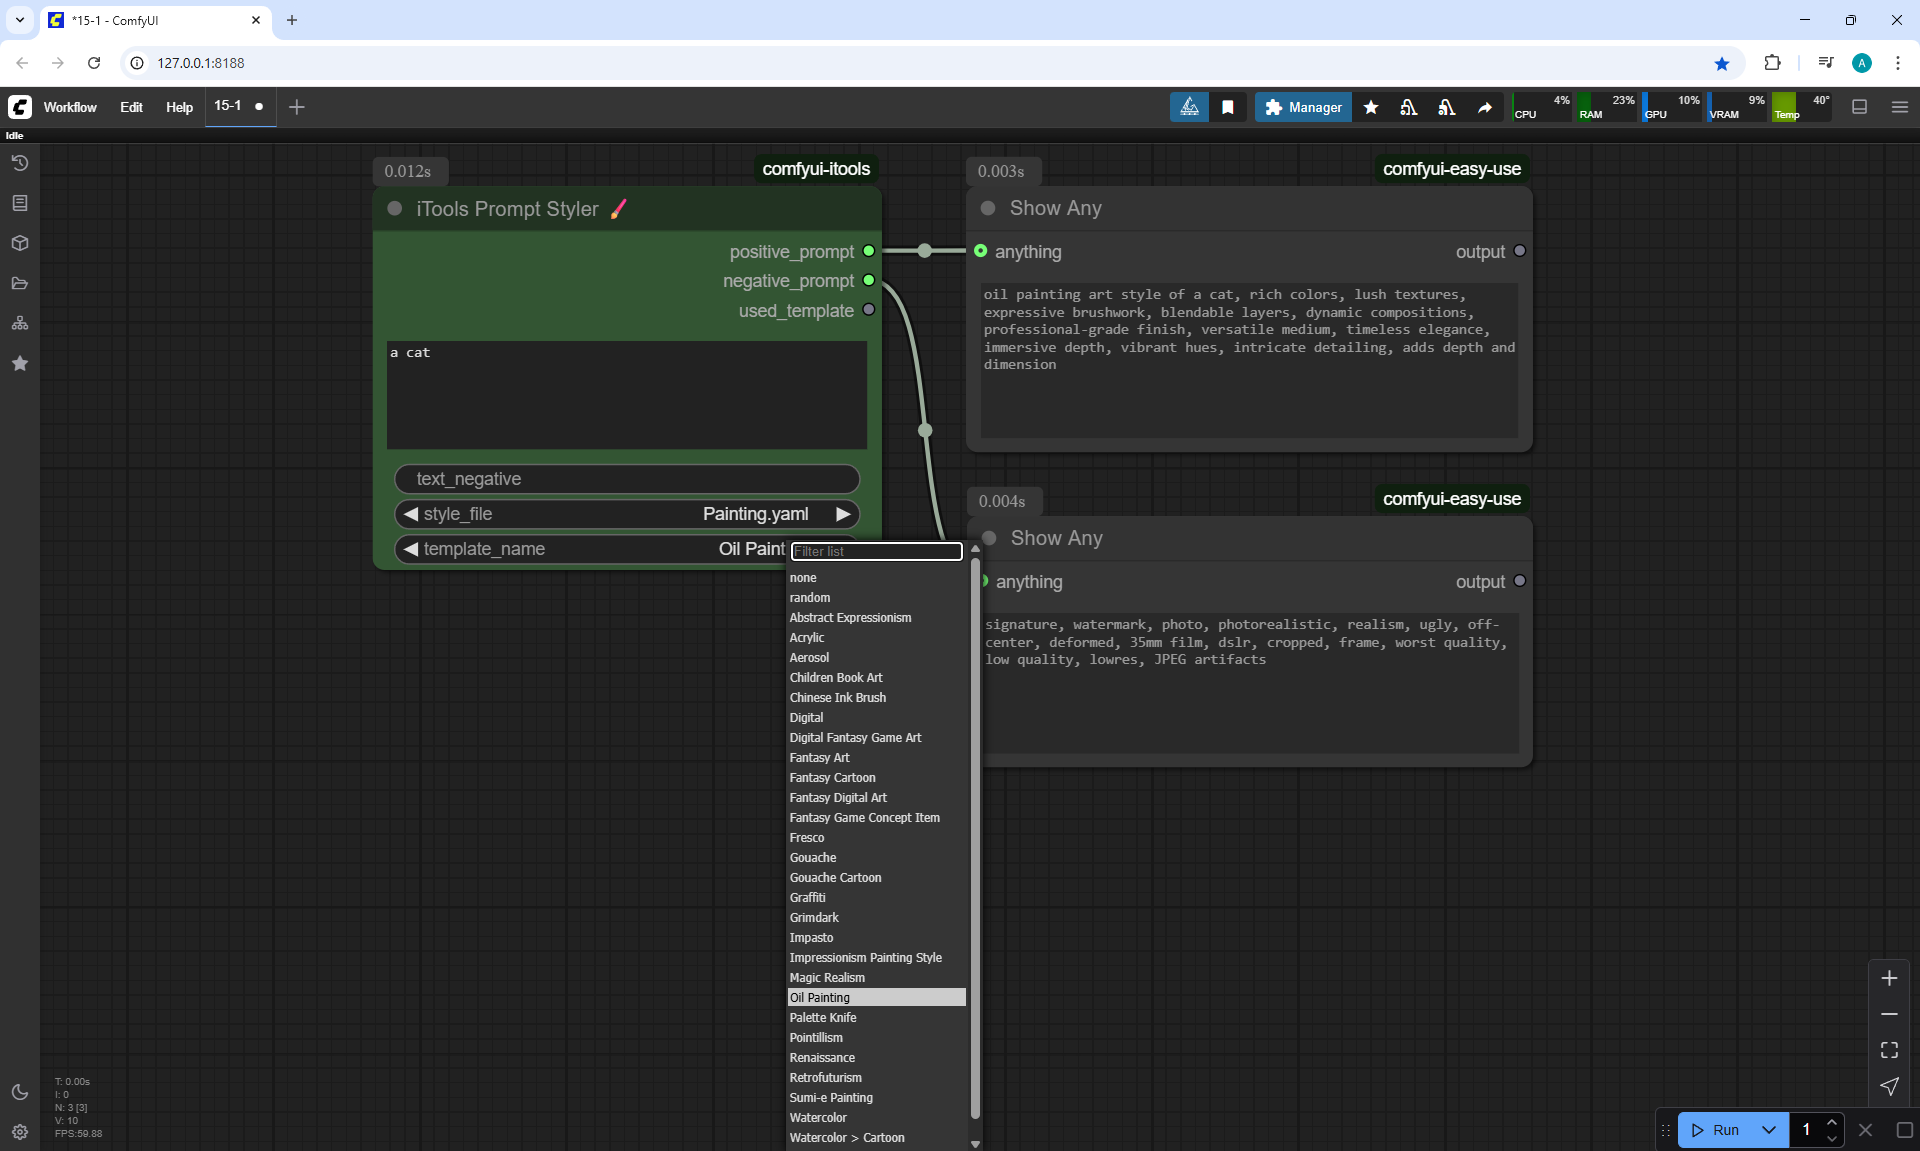 *15-1 - ComfyUI
127.0.0.1:8188
A
Workflow
Edit
Help
15-1
Manager
4%
CPU
23%
RAM
10%
GPU
9%
VRAM
40°
Temp
Idle
0.012s
comfyui-itools
iTools Prompt Styler
positive_prompt
negative_prompt
used_template
a cat
text_negative
style_file
Painting.yaml
template_name
Oil Paint
0.003s
comfyui-easy-use
Show Any
anything
output
oil painting art style of a cat, rich colors, lush textures,
expressive brushwork, blendable layers, dynamic compositions,
professional-grade finish, versatile medium, timeless elegance,
immersive depth, vibrant hues, intricate detailing, adds depth and
dimension
0.004s
comfyui-easy-use
Show Any
anything
output
signature, watermark, photo, photorealistic, realism, ugly, off-
center, deformed, 35mm film, dslr, cropped, frame, worst quality,
low quality, lowres, JPEG artifacts
Filter list
none
random
Abstract Expressionism
Acrylic
Aerosol
Children Book Art
Chinese Ink Brush
Digital
Digital Fantasy Game Art
Fantasy Art
Fantasy Cartoon
Fantasy Digital Art
Fantasy Game Concept Item
Fresco
Gouache
Gouache Cartoon
Graffiti
Grimdark
Impasto
Impressionism Painting Style
Magic Realism
Oil Painting
Palette Knife
Pointillism
Renaissance
Retrofuturism
Sumi-e Painting
Watercolor
Watercolor > Cartoon
T: 0.00s
I: 0
N: 3 [3]
V: 10
FPS:59.88
Run
1